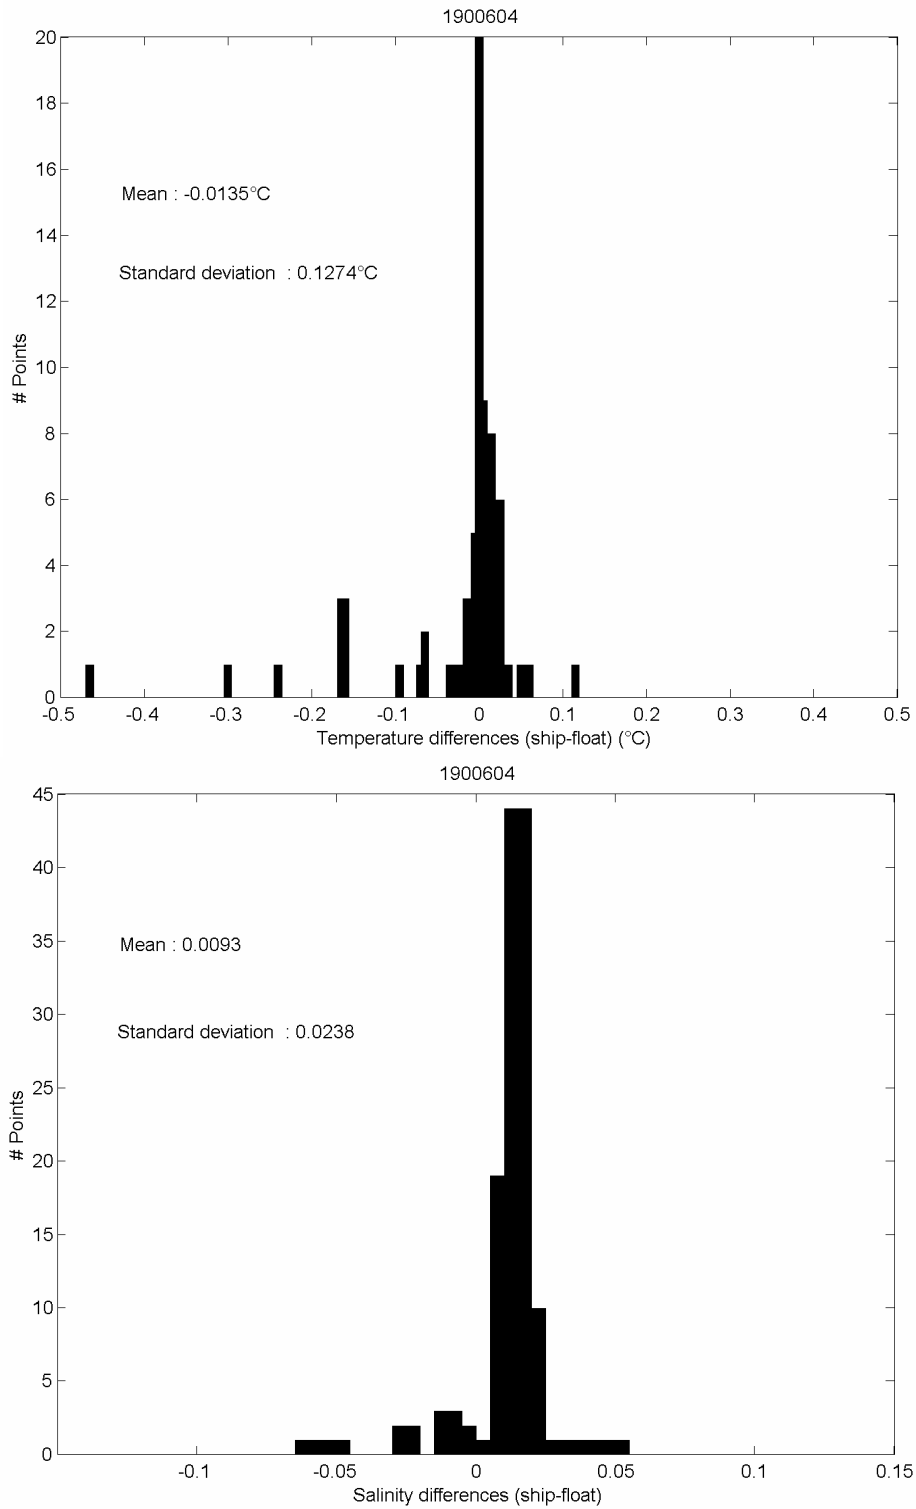 1900604
20
18
16
Mean : -0.0135°C
14
Standard deviation : 0.1274°C
12
# Points
10
8
6
4
2
0
-0.5 -0.4 -0.3 -0.2 -0.1 0 0.1 0.2 0.3 0.4 0.5
Temperature differences (ship-float) (°C)
1900604
45
40
35
Mean : 0.0093
30
Standard deviation : 0.0238
25
# Points
20
15
10
5
0
-0.1 -0.05 0 0.05 0.1 0.15
Salinity differences (ship-float)